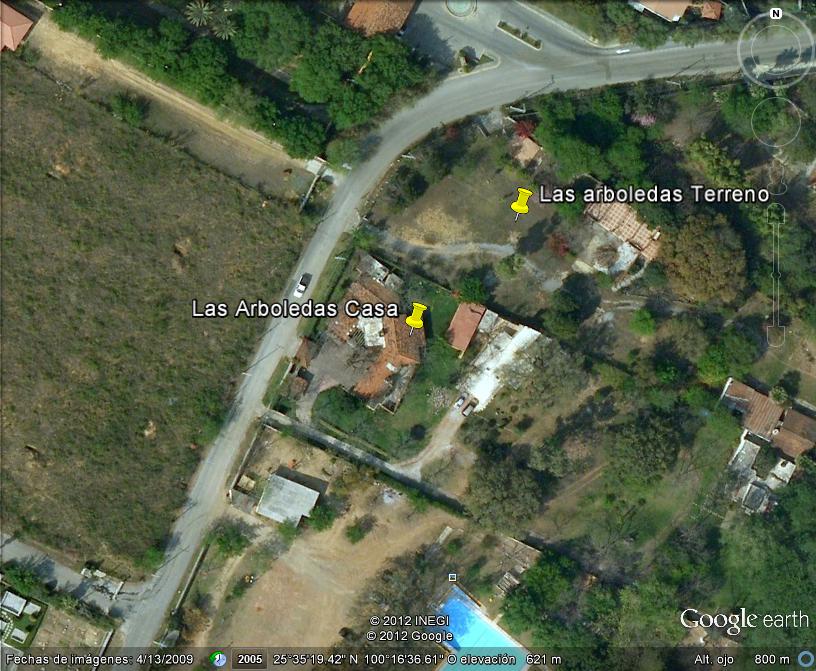 N
Las arboledas Terreno
Las Arboledas Casa
© 2012 INEGI
© 2012 Google
Google earth
Fechas de imágenes: 4/13/2009 2005 25°35'19.42" N 100°16'36.61" O elevación 621 m Alt. ojo 800 m